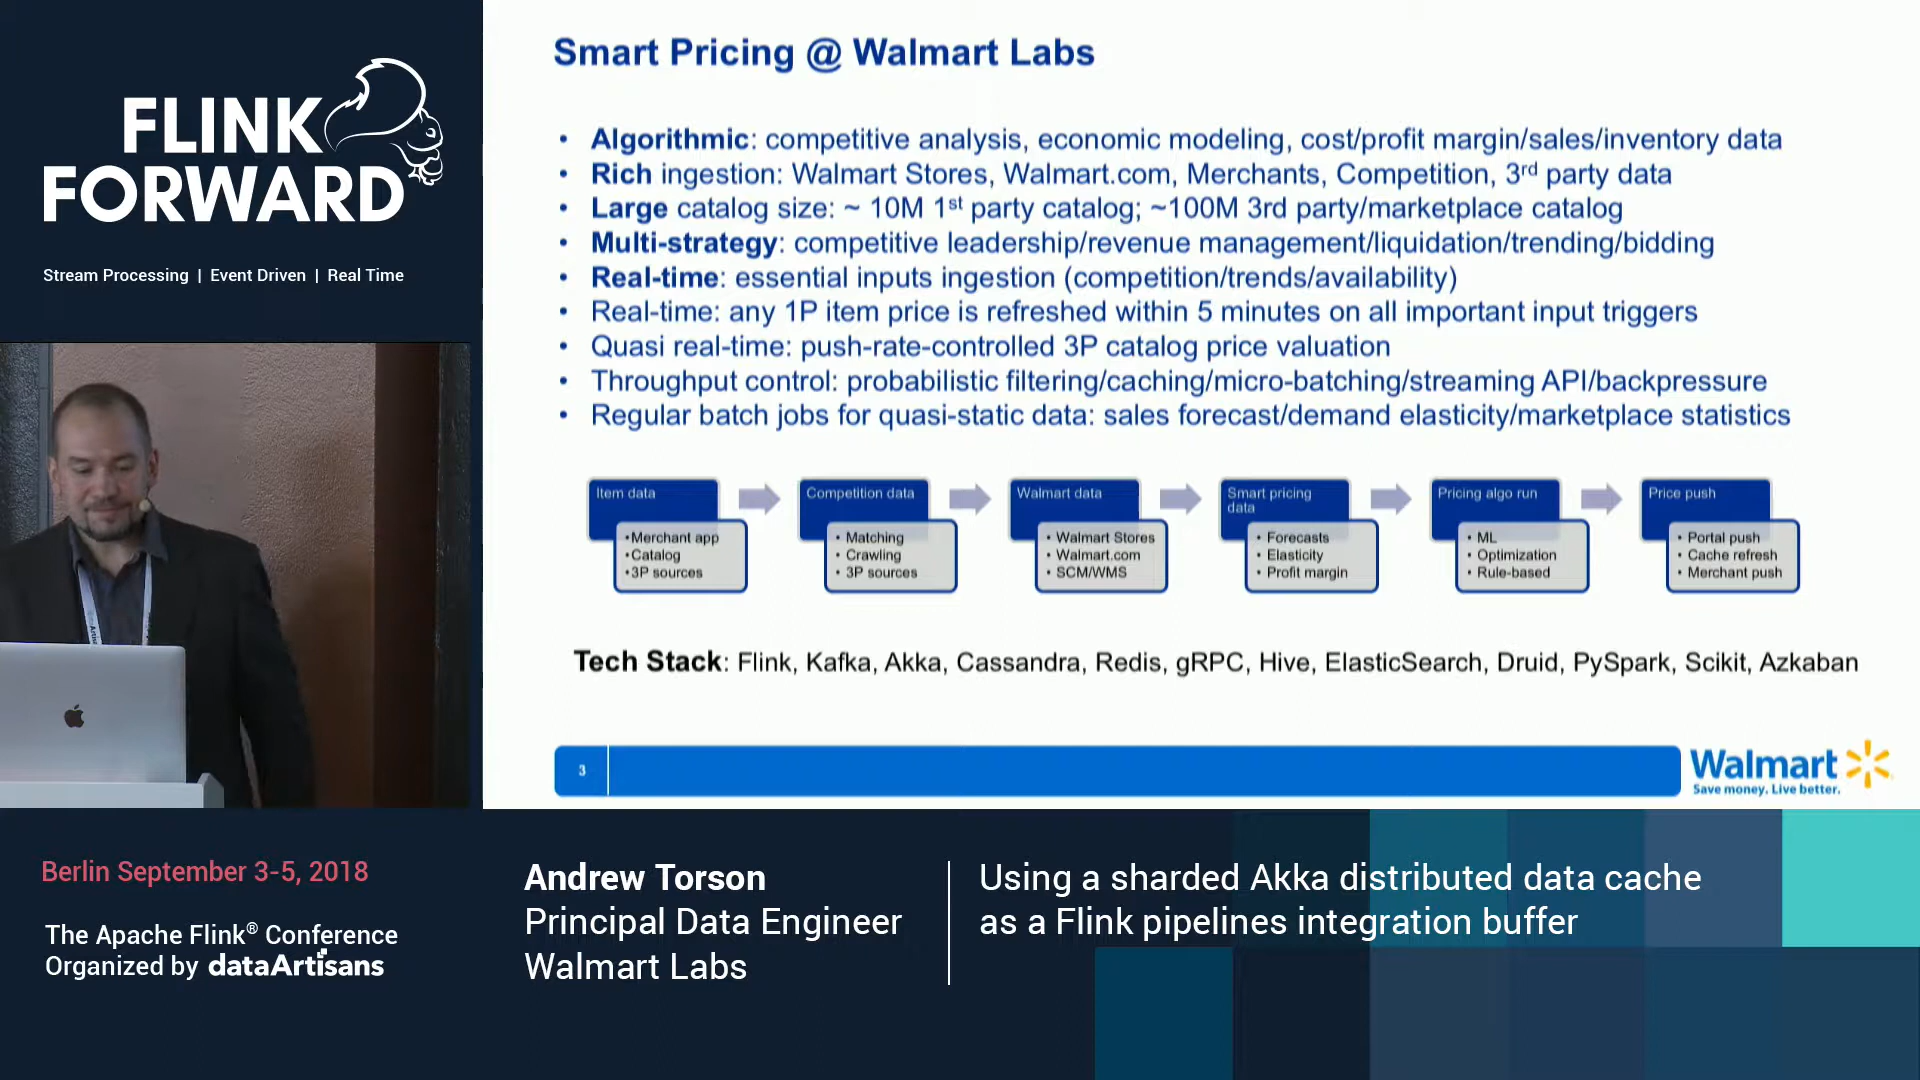 FLINK
FORWARD
Stream Processing | Event Driven | Real Time
Smart Pricing @ Walmart Labs
• Algorithmic: competitive analysis, economic modeling, cost/profit margin/sales/inventory data
• Rich ingestion: Walmart Stores, Walmart.com, Merchants, Competition, 3rd party data
• Large catalog size: ~ 10M 1st party catalog; ~100M 3rd party/marketplace catalog
• Multi-strategy: competitive leadership/revenue management/liquidation/trending/bidding
• Real-time: essential inputs ingestion (competition/trends/availability)
• Real-time: any 1P item price is refreshed within 5 minutes on all important input triggers
• Quasi real-time: push-rate-controlled 3P catalog price valuation
• Throughput control: probabilistic filtering/caching/micro-batching/streaming API/backpressure
• Regular batch jobs for quasi-static data: sales forecast/demand elasticity/marketplace statistics
Item data
•Merchant app
•Catalog
•3P sources
Competition data
• Matching
• Crawling
• 3P sources
Walmart data
• Walmart Stores
• Walmart.com
• SCM/WMS
Smart pricing
data
• Forecasts
• Elasticity
• Profit margin
Pricing algo run
• ML
• Optimization
• Rule-based
Price push
• Portal push
• Cache refresh
• Merchant push
Tech Stack: Flink, Kafka, Akka, Cassandra, Redis, gRPC, Hive, ElasticSearch, Druid, PySpark, Scikit, Azkaban
3
Walmart
Save money. Live better.
Berlin September 3-5, 2018
The Apache Flink® Conference
Organized by dataArtisans
Andrew Torson
Principal Data Engineer
Walmart Labs
Using a sharded Akka distributed data cache
as a Flink pipelines integration buffer